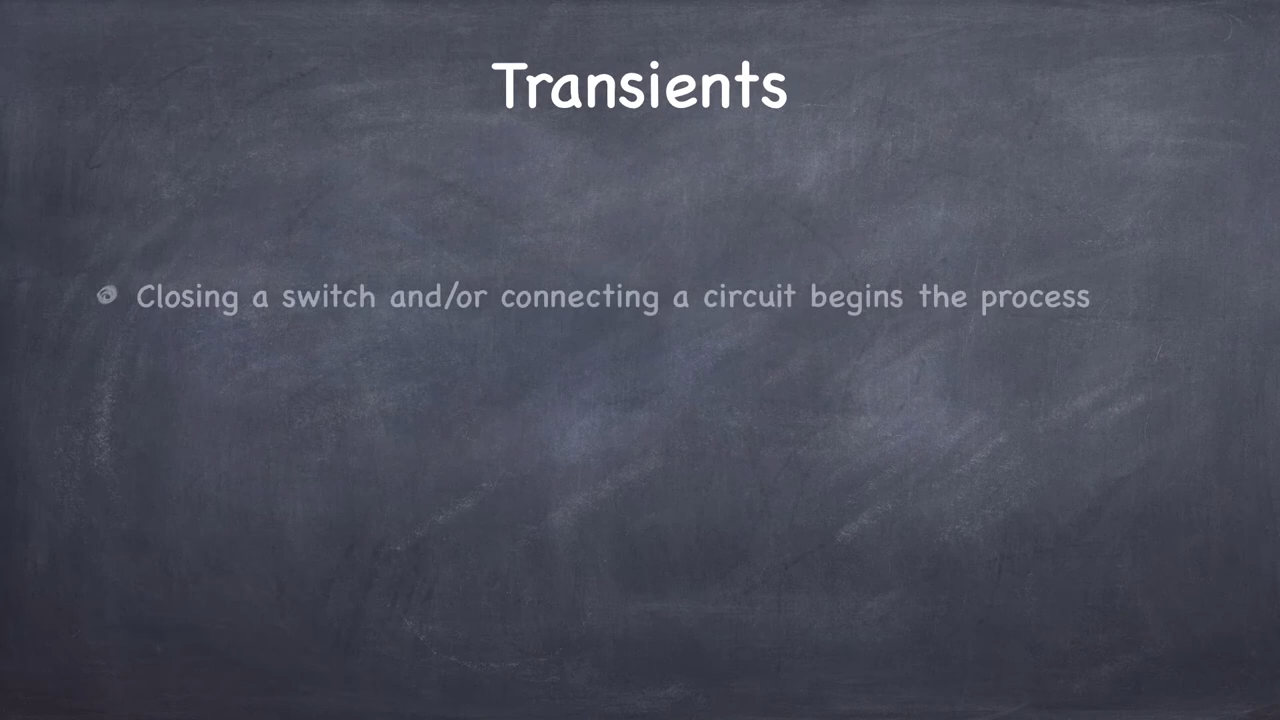 Transients
Closing a switch and/or connecting a circuit begins the process